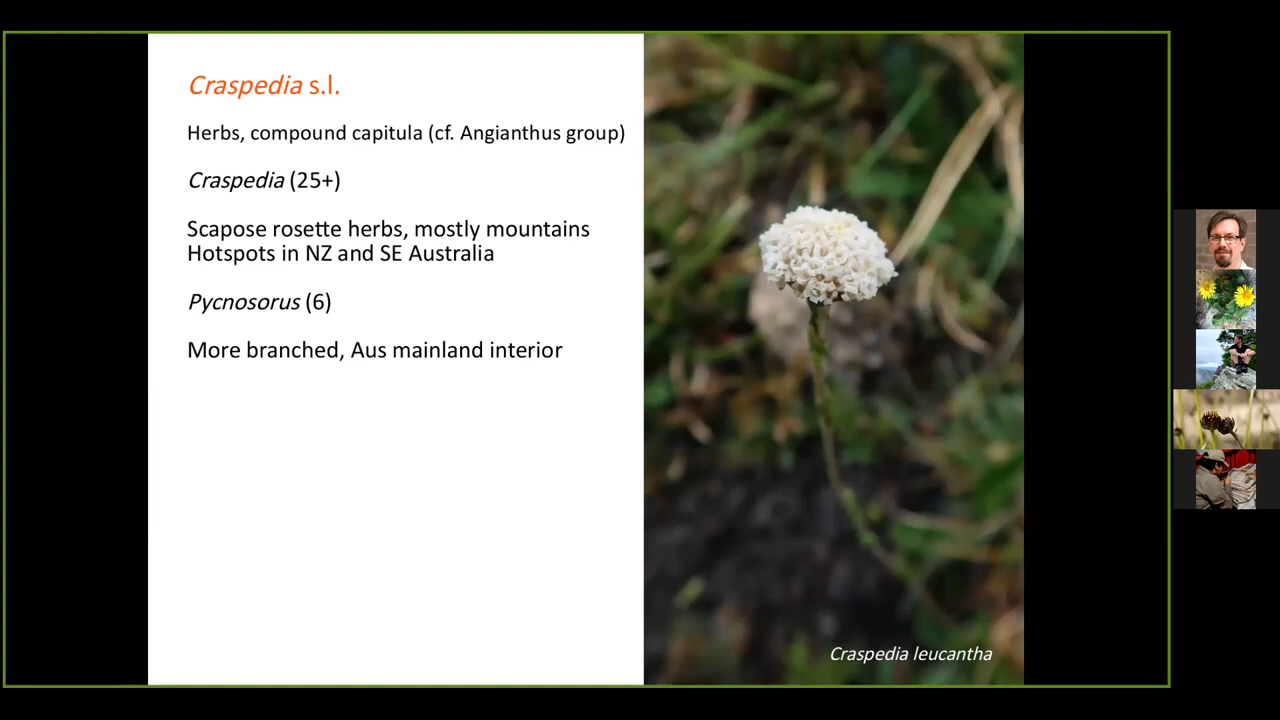 Craspedia s.l.
Herbs, compound capitula (cf. Angianthus group)
Craspedia (25+)
Scapose rosette herbs, mostly mountains
Hotspots in NZ and SE Australia
Pycnosorus (6)
More branched, Aus mainland interior
Craspedia leucantha